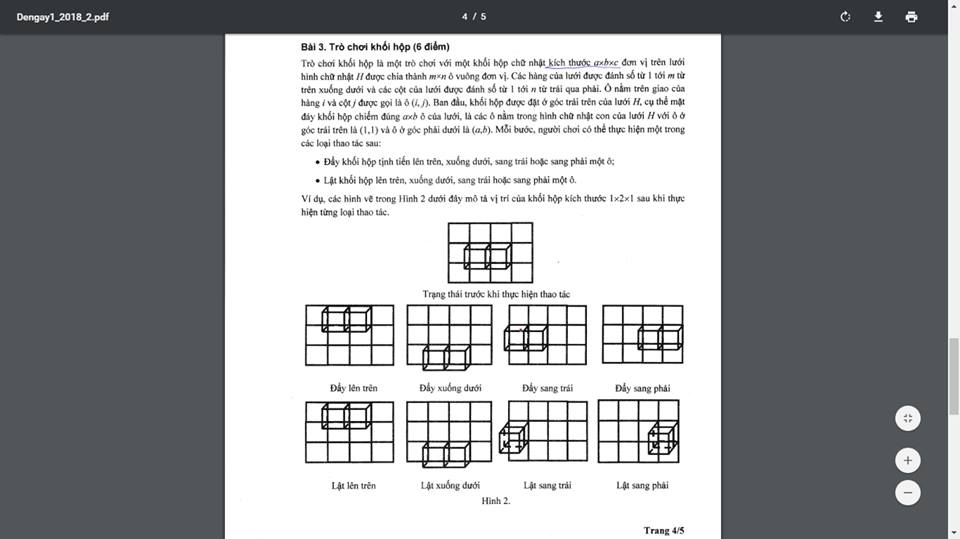 Dengay1_2018_2.pdf
4 / 5
Bài 3. Trò chơi khối hộp (6 điểm)
Trò chơi khối hộp là một trò chơi với một khối hộp chữ nhật kích thước a×b×c đơn vị trên lưới
hình chữ nhật H được chia thành m×n ô vuông đơn vị. Các hàng của lưới được đánh số từ 1 tới m từ
trên xuống dưới và các cột của lưới được đánh số từ 1 tới n từ trái qua phải. Ô nằm trên giao của
hàng i và cột j được gọi là ô (i, j). Ban đầu, khối hộp được đặt ở góc trái trên của lưới H, cụ thể mặt
đáy khối hộp chiếm đúng a×b ô của lưới, là các ô nằm trong hình chữ nhật con của lưới H với ô ở
góc trái trên là (1,1) và ô ở góc phải dưới là (a,b). Mỗi bước, người chơi có thể thực hiện một trong
các loại thao tác sau:
• Đẩy khối hộp tịnh tiến lên trên, xuống dưới, sang trái hoặc sang phải một ô;
• Lật khối hộp lên trên, xuống dưới, sang trái hoặc sang phải một ô.
Ví dụ, các hình vẽ trong Hình 2 dưới đây mô tả vị trí của khối hộp kích thước 1×2×1 sau khi thực
hiện từng loại thao tác.
Trạng thái trước khi thực hiện thao tác
Đẩy lên trên Đẩy xuống dưới Đẩy sang trái Đẩy sang phải
Lật lên trên Lật xuống dưới Lật sang trái Lật sang phải
Hình 2.
Trang 4/5